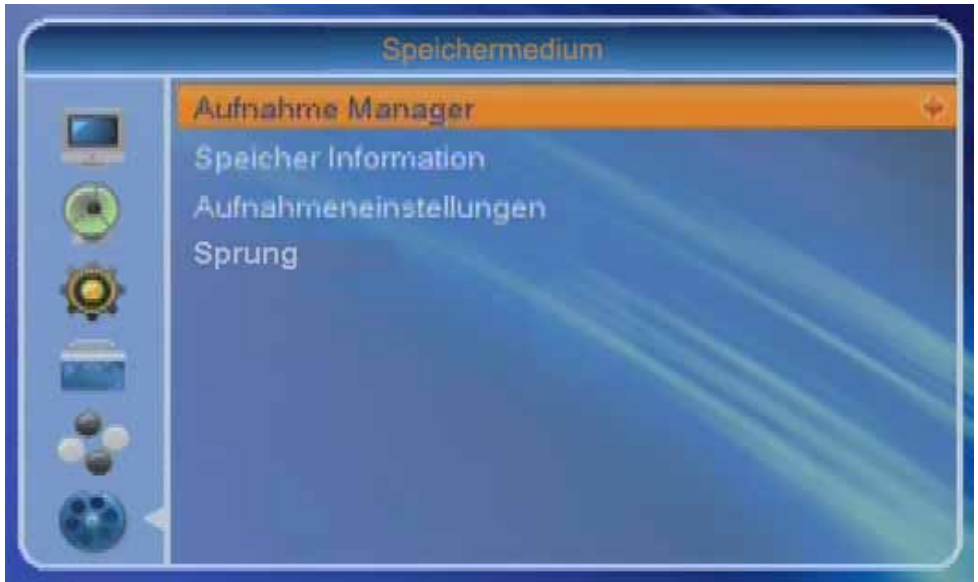 Speichermedium
Aufnahme Manager
Speicher Information
Aufnahmeneinstellungen
Sprung